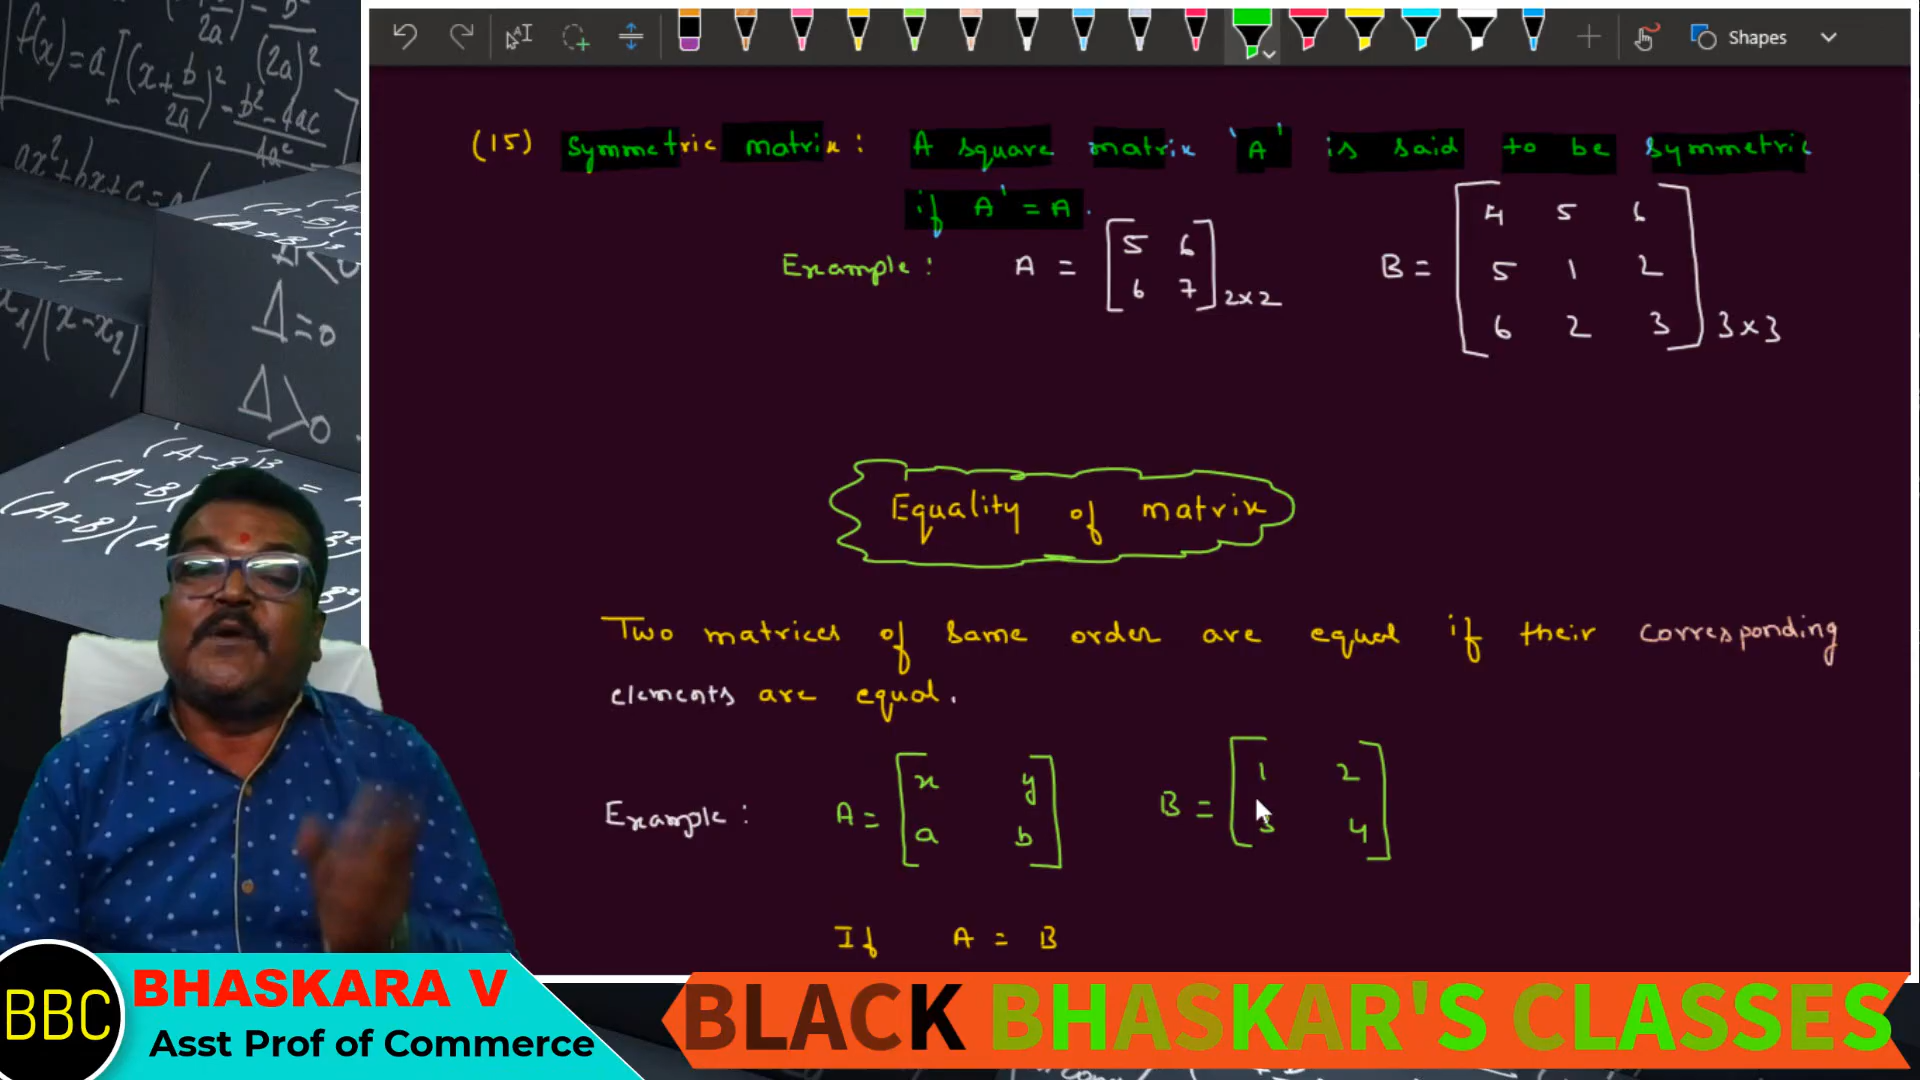 Shapes
(15) Symmetric matrix : A square matrix 'A' is said to be symmetric
if A' = A .
Example : A = [ 5 6
6 7 ] 2×2
B = [ 4 5 6
5 1 2
6 2 3 ] 3×3
Equality of matrix
Two matrices of same order are equal if their corresponding
elements are equal.
Example : A = [ x y
a b ]
B = [ 1 2
3 4 ]
If A = B
Δ=0
Δ>0
BBC
BHASKARA V
Asst Prof of Commerce
BLACK BHASKAR'S CLASSES